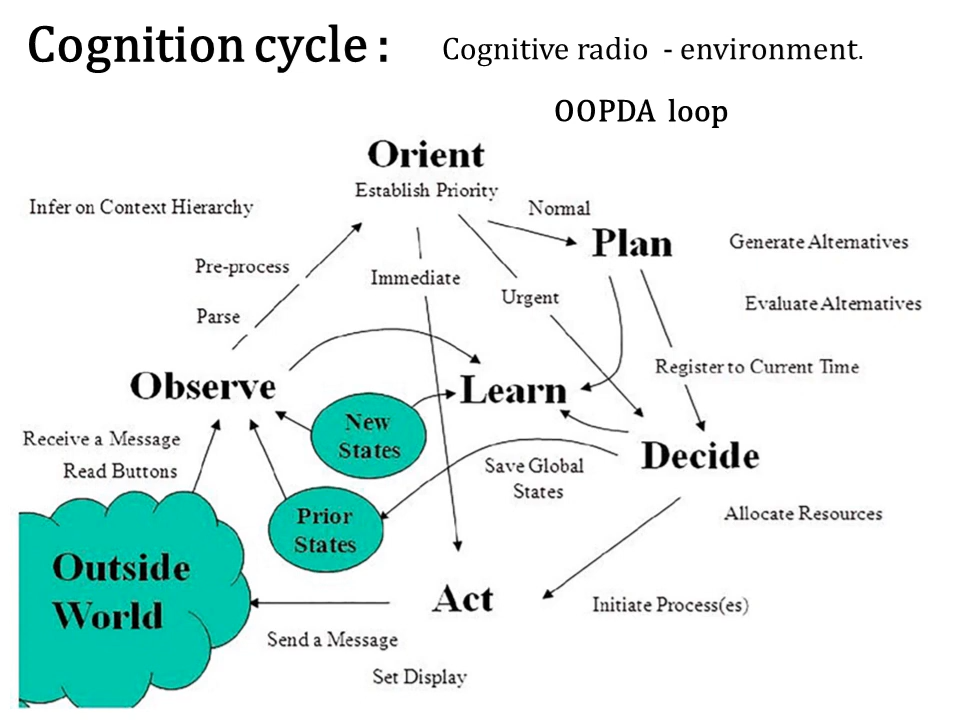 Cognition cycle :
Cognitive radio - environment.
OOPDA loop
Orient
Establish Priority
Infer on Context Hierarchy
Normal
Plan
Generate Alternatives
Pre-process
Immediate
Urgent
Evaluate Alternatives
Parse
Register to Current Time
Observe
Learn
New
States
Receive a Message
Read Buttons
Decide
Save Global
States
Prior
States
Allocate Resources
Outside
World
Act
Initiate Process(es)
Send a Message
Set Display